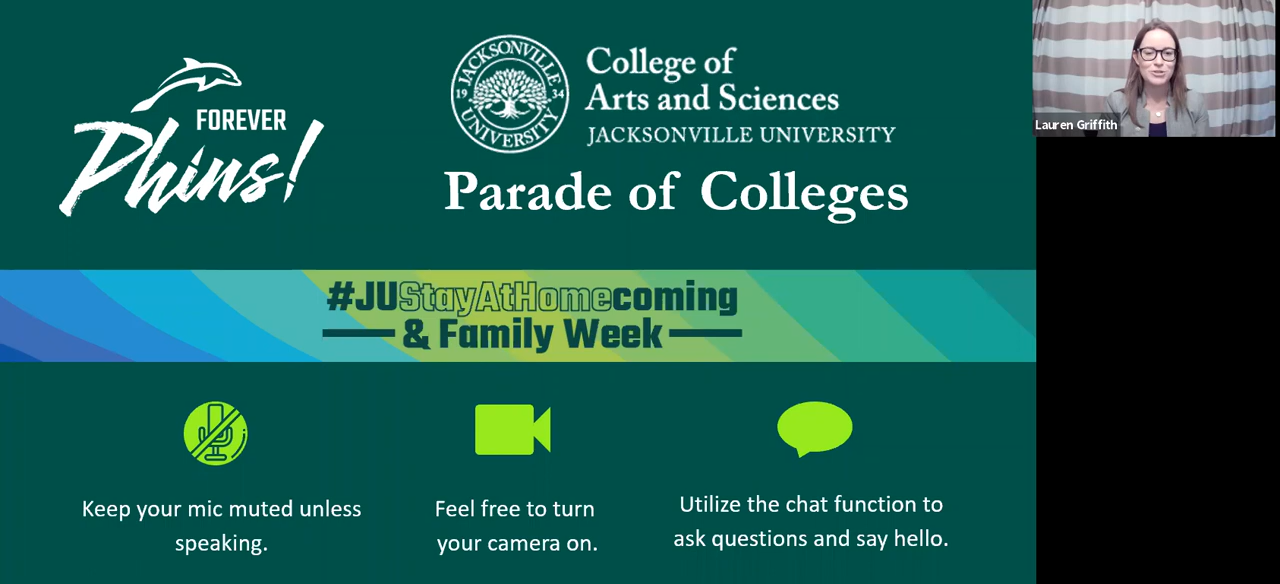 FOREVER
Phins!
JACKSONVILLE
19 34
UNIVERSITY
College of
Arts and Sciences
JACKSONVILLE UNIVERSITY
Parade of Colleges
Lauren Griffith
#JUStayAtHomecoming
& Family Week
Keep your mic muted unless
speaking.
Feel free to turn
your camera on.
Utilize the chat function to
ask questions and say hello.